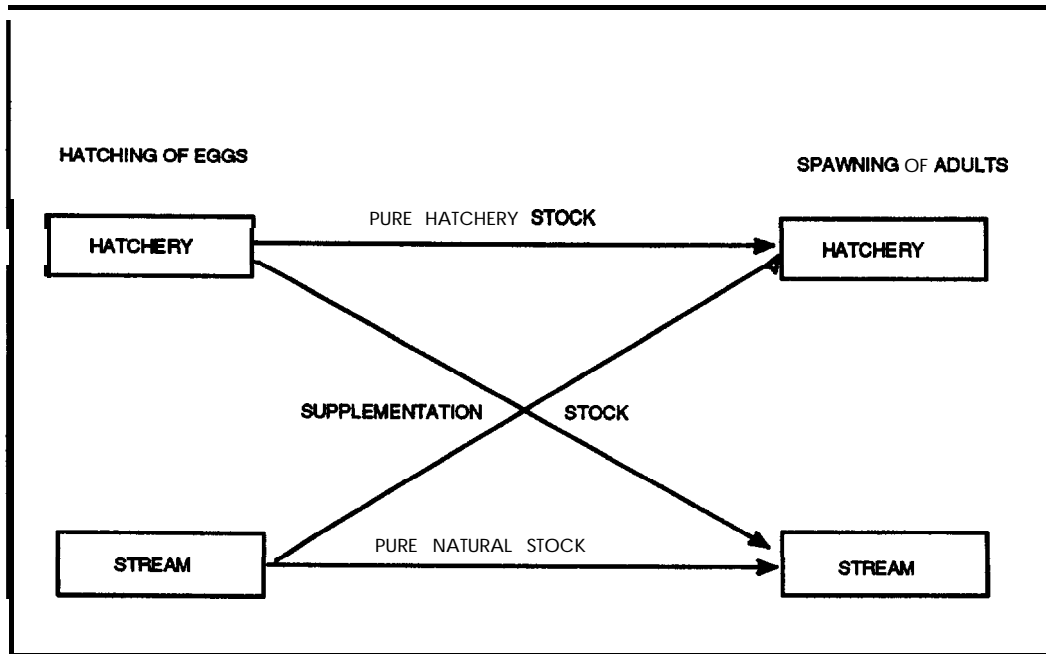 HATCHING OF EGGS
SPAWNING OF ADULTS
PURE HATCHERY STOCK
HATCHERY
HATCHERY
SUPPLEMENTATION STOCK
PURE NATURAL STOCK
STREAM
STREAM